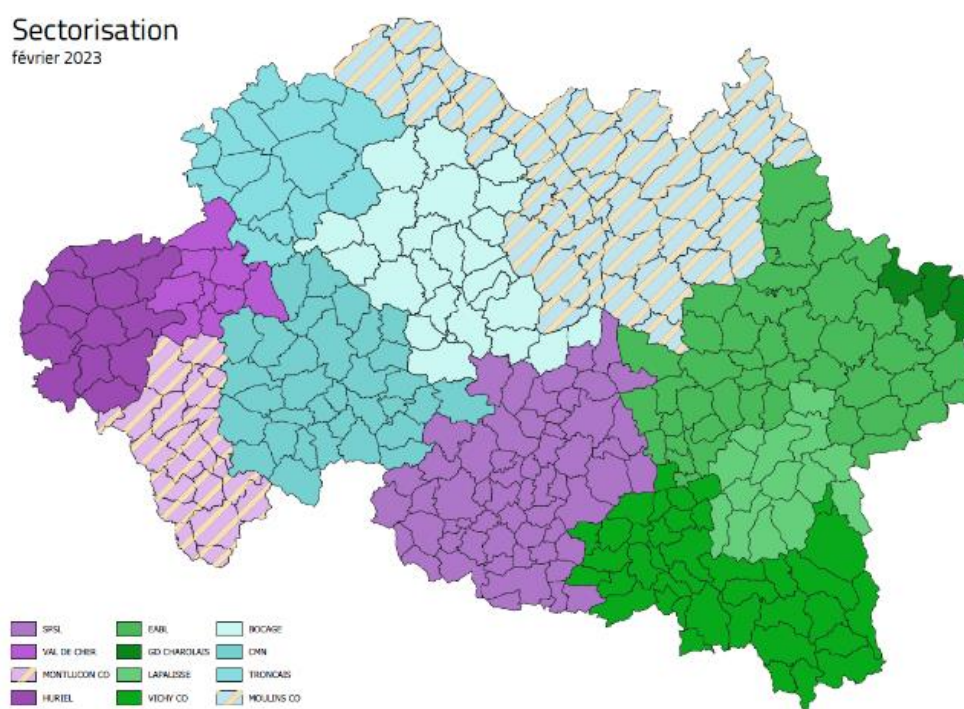 Sectorisation
février 2023
SPSL
EABL
BOCAGE
VAL DE CHER
GD CHAROLAIS
CMN
MONTLUCON CO
LAPALISSE
TRONCAIS
HURIEL
VICHY CO
MOULINS CO